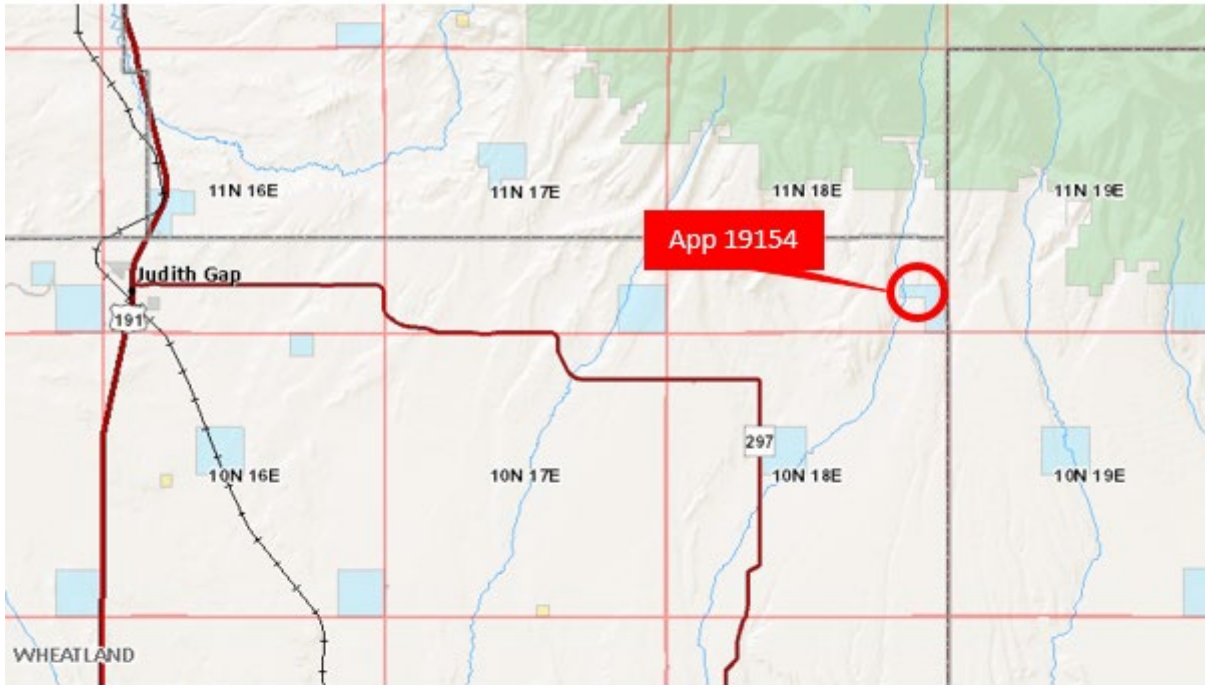 11N 16E
11N 17E
11N 18E
11N 19E
App 19154
Judith Gap
191
297
10N 16E
10N 17E
10N 18E
10N 19E
WHEATLAND